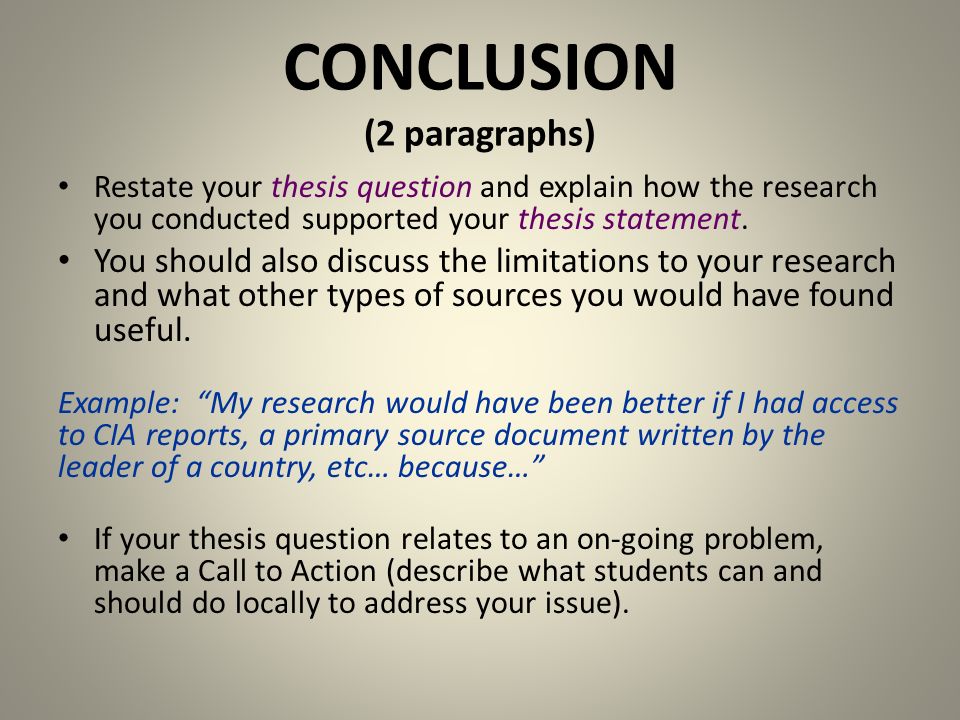 CONCLUSION
(2 paragraphs)
• Restate your thesis question and explain how the research
you conducted supported your thesis statement.
• You should also discuss the limitations to your research
and what other types of sources you would have found
useful.
Example:  “My research would have been better if I had access
to CIA reports, a primary source document written by the
leader of a country, etc… because…”
• If your thesis question relates to an on-going problem,
make a Call to Action (describe what students can and
should do locally to address your issue).